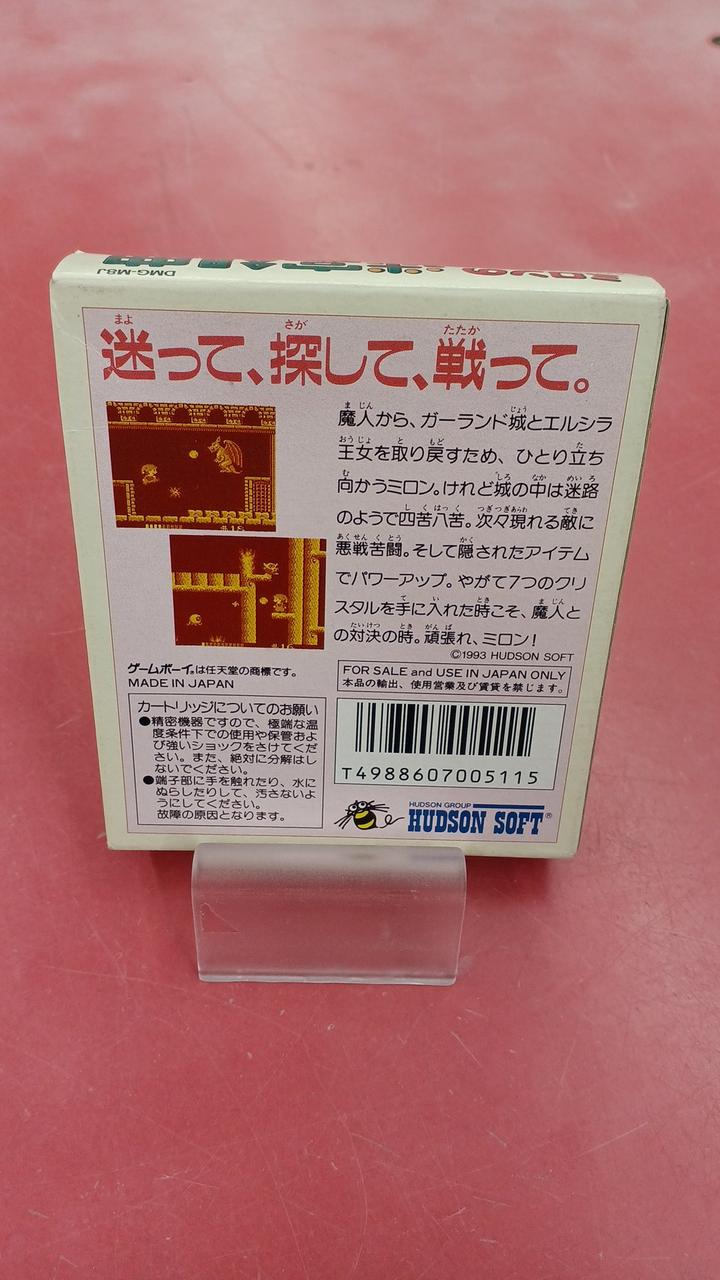 DMG-M8J
ミロンの迷宮組曲
迷って、探して、戦って。
魔人から、ガーランド城とエルシラ
王女を取り戻すため、ひとり立ち
向かうミロン。けれど城の中は迷路
のようで四苦八苦。次々現れる敵に
悪戦苦闘。そして隠されたアイテム
でパワーアップ。やがて7つのクリ
スタルを手に入れた時こそ、魔人と
の対決の時。頑張れ、ミロン!
©1993 HUDSON SOFT
ゲームボーイ®は任天堂の商標です。
MADE IN JAPAN
FOR SALE and USE IN JAPAN ONLY
本品の輸出、使用営業及び賃貸を禁じます。
カートリッジについてのお願い
●精密機器ですので、極端な温
度条件下での使用や保管およ
び強いショックをさけてくだ
さい。また、絶対に分解はし
ないでください。
●端子部に手を触れたり、水に
ぬらしたりして、汚さないよ
うにしてください。
故障の原因となります。
T4988607005115
HUDSON GROUP
HUDSON SOFT®